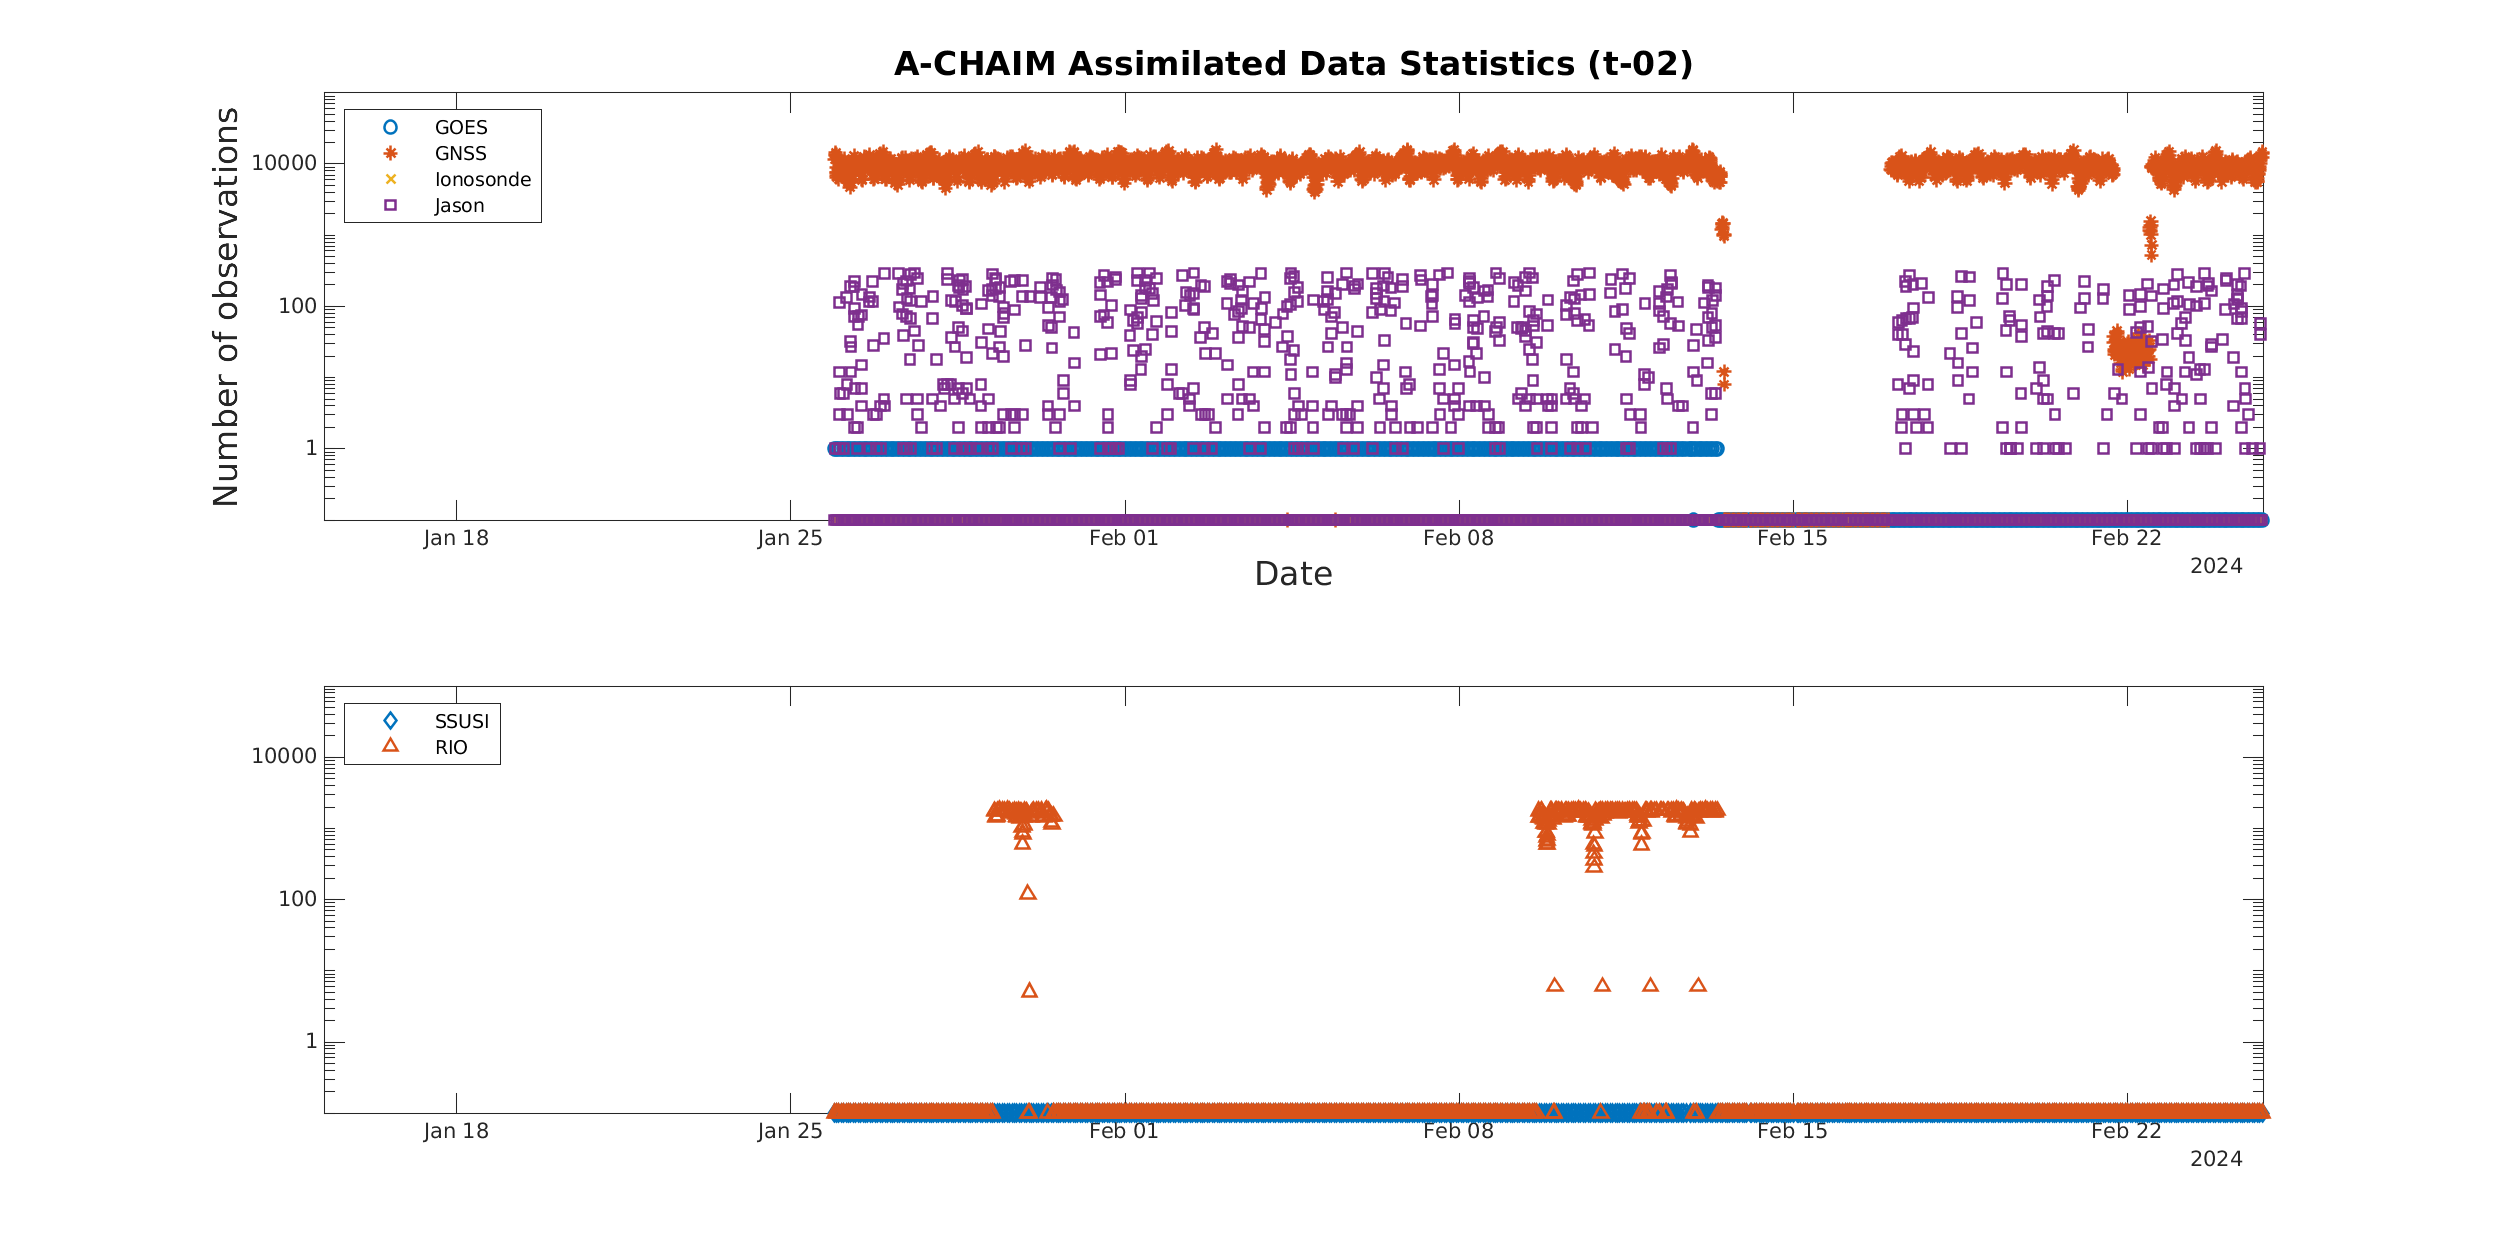 A-CHAIM Assimilated Data Statistics (t-02)
Number of observations
10000
100
1
GOES
GNSS
Ionosonde
Jason
Jan 18
Jan 25
Feb 01
Feb 08
Feb 15
Feb 22
2024
Date
10000
100
1
SSUSI
RIO
Jan 18
Jan 25
Feb 01
Feb 08
Feb 15
Feb 22
2024